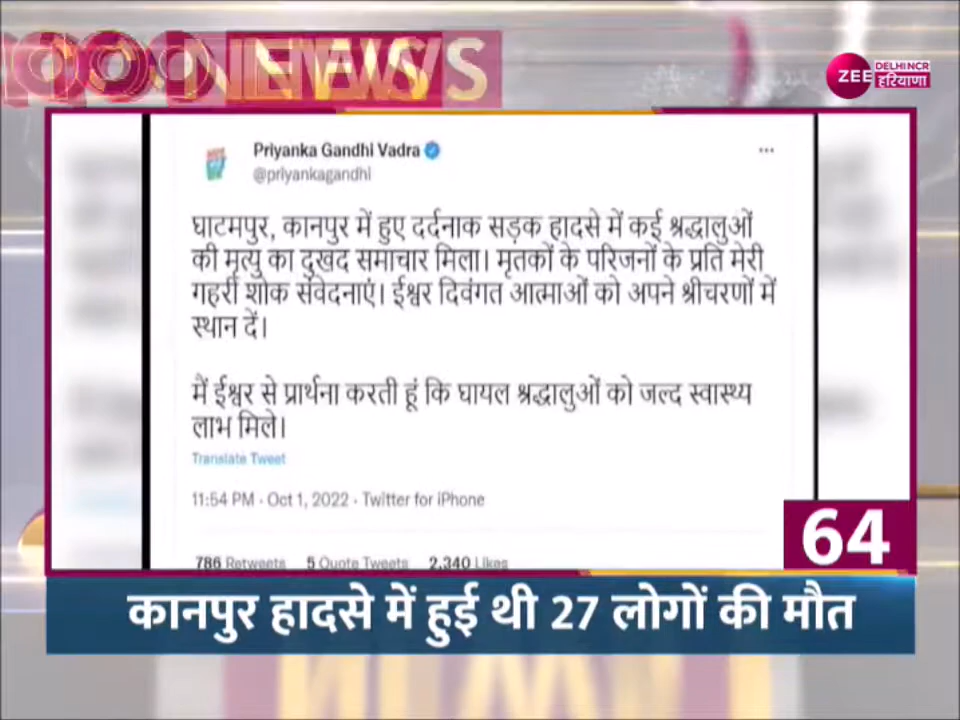 NEWS
ZEE DELHI NCR
हरियाणा
Priyanka Gandhi Vadra
@priyankagandhi
घाटमपुर, कानपुर में हुए दर्दनाक सड़क हादसे में कई श्रद्धालुओं
की मृत्यु का दुखद समाचार मिला। मृतकों के परिजनों के प्रति मेरी
गहरी शोक संवेदनाएं। ईश्वर दिवंगत आत्माओं को अपने श्रीचरणों में
स्थान दें।
मैं ईश्वर से प्रार्थना करती हूं कि घायल श्रद्धालुओं को जल्द स्वास्थ्य
लाभ मिले।
Translate Tweet
11:54 PM · Oct 1, 2022 · Twitter for iPhone
786 Retweets 5 Quote Tweets 2,340 Likes
64
कानपुर हादसे में हुई थी 27 लोगों की मौत